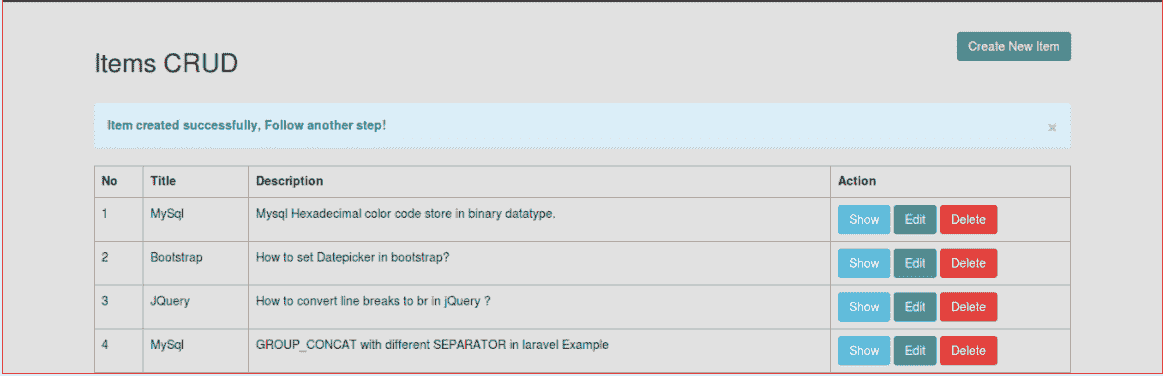 Create New Item
Items CRUD
Item created successfully, Follow another step!
×
No Title Description Action
1 MySql Mysql Hexadecimal color code store in binary datatype. Show Edit Delete
2 Bootstrap How to set Datepicker in bootstrap? Show Edit Delete
3 JQuery How to convert line breaks to br in jQuery ? Show Edit Delete
4 MySql GROUP_CONCAT with different SEPARATOR in laravel Example Show Edit Delete